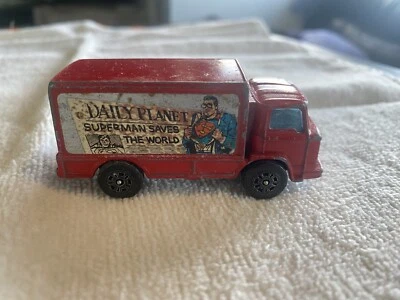 DAILY PLANET
SUPERMAN SAVES
THE WORLD